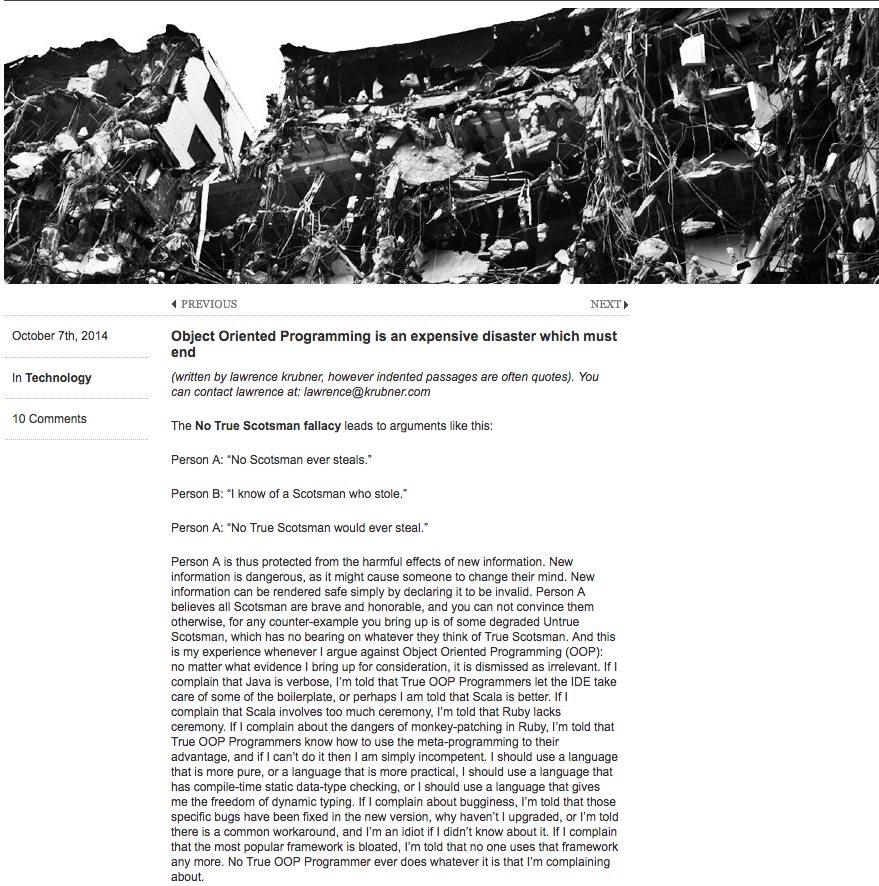 PREVIOUS
NEXT
October 7th, 2014
In Technology
10 Comments
Object Oriented Programming is an expensive disaster which must
end
(written by lawrence krubner, however indented passages are often quotes). You
can contact lawrence at: lawrence@krubner.com
The No True Scotsman fallacy leads to arguments like this:
Person A: “No Scotsman ever steals.”
Person B: “I know of a Scotsman who stole.”
Person A: “No True Scotsman would ever steal.”
Person A is thus protected from the harmful effects of new information. New
information is dangerous, as it might cause someone to change their mind. New
information can be rendered safe simply by declaring it to be invalid. Person A
believes all Scotsman are brave and honorable, and you can not convince them
otherwise, for any counter-example you bring up is of some degraded Untrue
Scotsman, which has no bearing on whatever they think of True Scotsman. And this
is my experience whenever I argue against Object Oriented Programming (OOP):
no matter what evidence I bring up for consideration, it is dismissed as irrelevant. If I
complain that Java is verbose, I’m told that True OOP Programmers let the IDE take
care of some of the boilerplate, or perhaps I am told that Scala is better. If I
complain that Scala involves too much ceremony, I’m told that Ruby lacks
ceremony. If I complain about the dangers of monkey-patching in Ruby, I’m told that
True OOP Programmers know how to use the meta-programming to their
advantage, and if I can’t do it then I am simply incompetent. I should use a language
that is more pure, or a language that is more practical, I should use a language that
has compile-time static data-type checking, or I should use a language that gives
me the freedom of dynamic typing. If I complain about bugginess, I’m told that those
specific bugs have been fixed in the new version, why haven’t I upgraded, or I’m told
there is a common workaround, and I’m an idiot if I didn’t know about it. If I complain
that the most popular framework is bloated, I’m told that no one uses that framework
any more. No True OOP Programmer ever does whatever it is that I’m complaining
about.